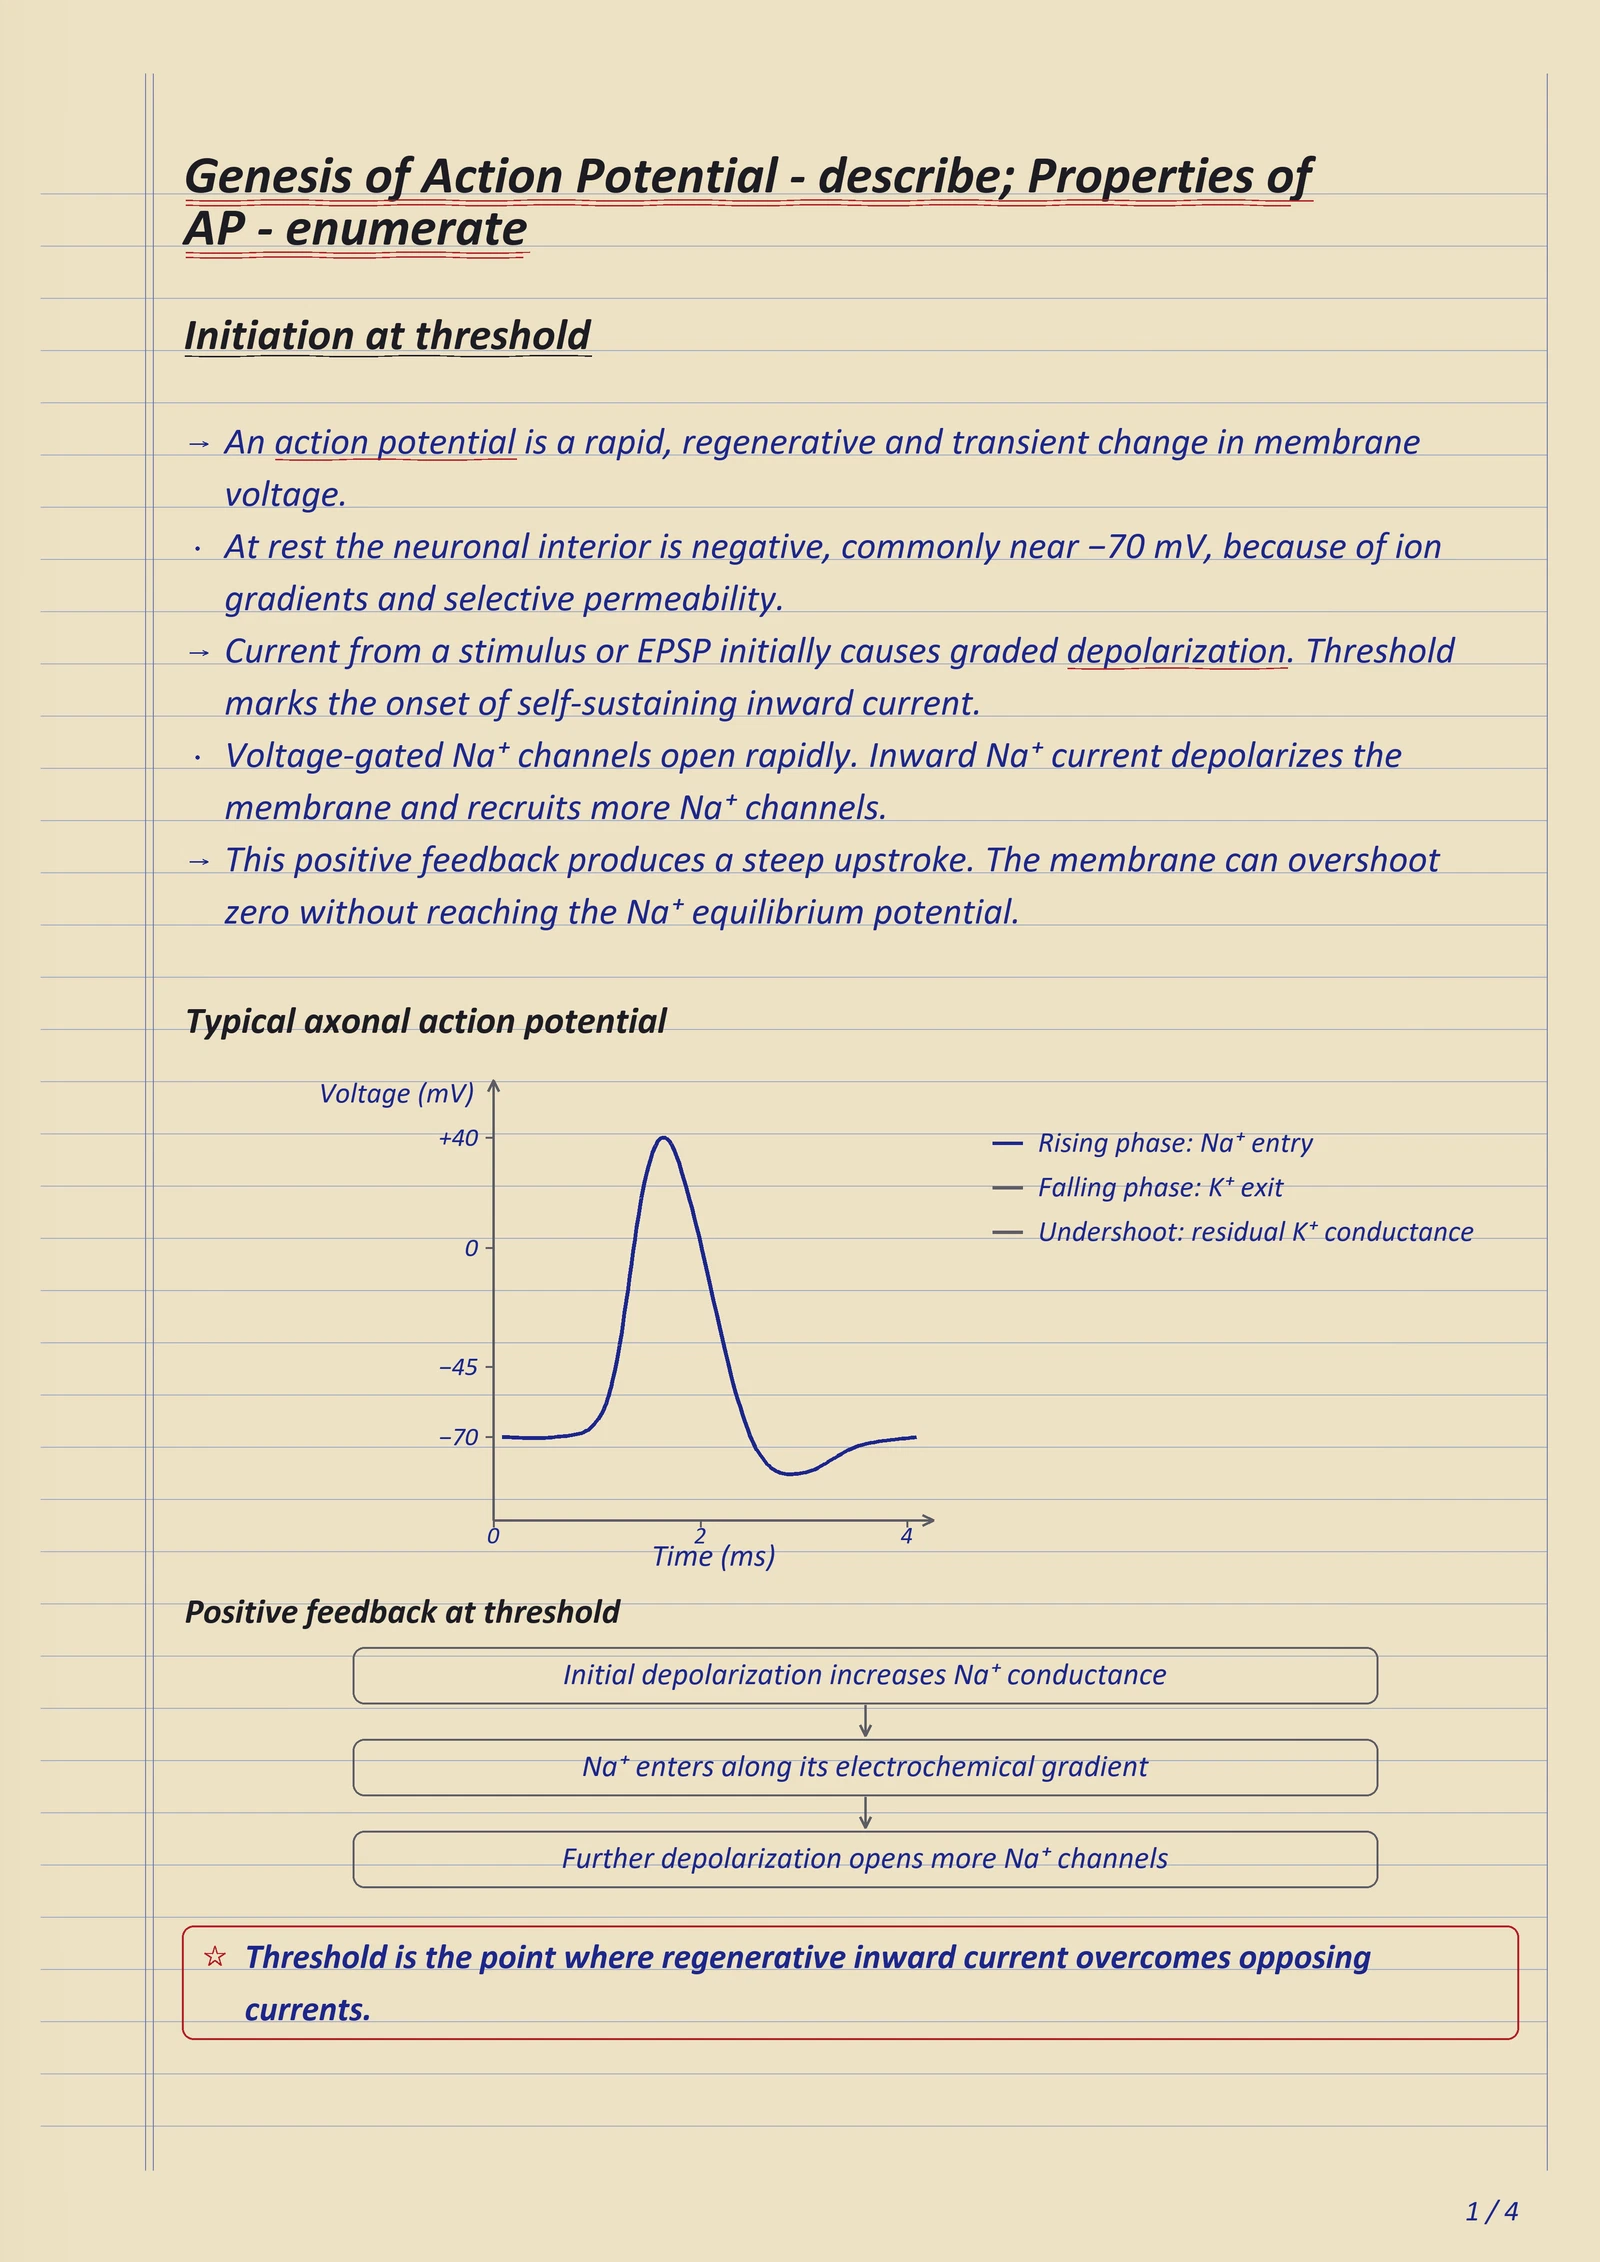 Genesis of Action Potential - describe; Properties of
AP - enumerate
Initiation at threshold
→ An action potential is a rapid, regenerative and transient change in membrane
voltage.
· At rest the neuronal interior is negative, commonly near −70 mV, because of ion
gradients and selective permeability.
→ Current from a stimulus or EPSP initially causes graded depolarization. Threshold
marks the onset of self-sustaining inward current.
· Voltage-gated Na⁺ channels open rapidly. Inward Na⁺ current depolarizes the
membrane and recruits more Na⁺ channels.
→ This positive feedback produces a steep upstroke. The membrane can overshoot
zero without reaching the Na⁺ equilibrium potential.
Typical axonal action potential
Voltage (mV)
+40
0
−45
−70
0 2 4
Time (ms)
Rising phase: Na⁺ entry
Falling phase: K⁺ exit
Undershoot: residual K⁺ conductance
Positive feedback at threshold
Initial depolarization increases Na⁺ conductance
Na⁺ enters along its electrochemical gradient
Further depolarization opens more Na⁺ channels
☆ Threshold is the point where regenerative inward current overcomes opposing
currents.
1 / 4